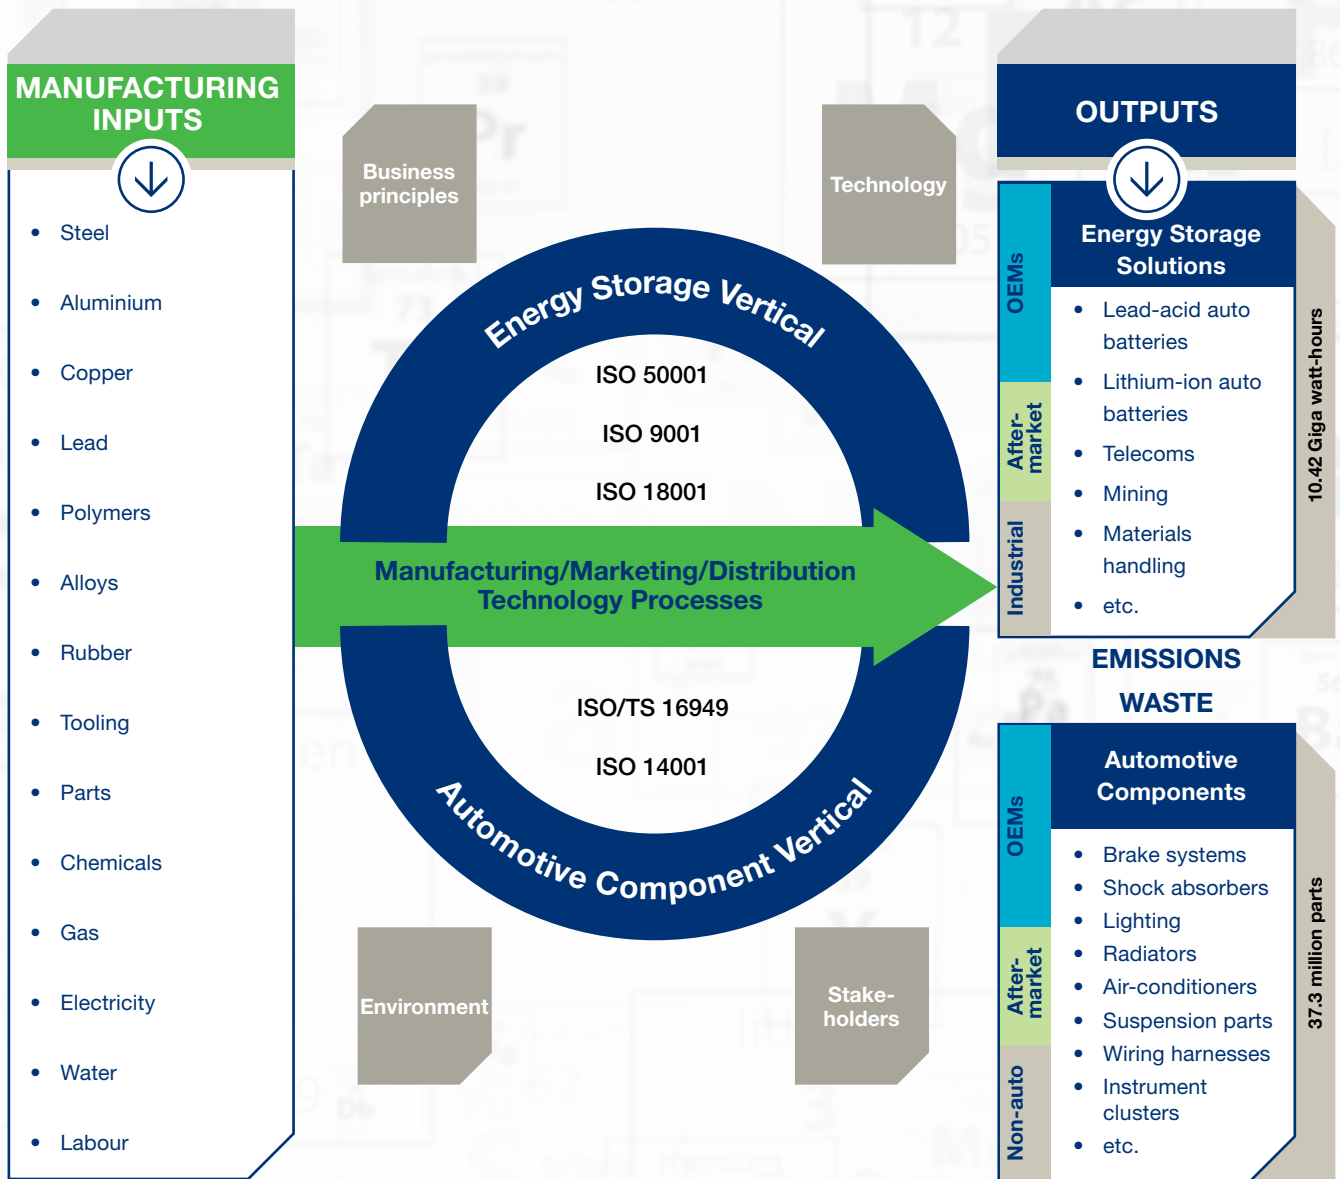 MANUFACTURING
INPUTS
• Steel
• Aluminium
• Copper
• Lead
• Polymers
• Alloys
• Rubber
• Tooling
• Parts
• Chemicals
• Gas
• Electricity
• Water
• Labour
Business
principles
Technology
Energy Storage Vertical
ISO 50001
ISO 9001
ISO 18001
Manufacturing/Marketing/Distribution
Technology Processes
ISO/TS 16949
ISO 14001
Automotive Component Vertical
Environment
Stake-
holders
OUTPUTS
Energy Storage
Solutions
OEMs
After-
market
Industrial
• Lead-acid auto
batteries
• Lithium-ion auto
batteries
• Telecoms
• Mining
• Materials
handling
• etc.
10.42 Giga watt-hours
EMISSIONS
WASTE
Automotive
Components
OEMs
After-
market
Non-auto
• Brake systems
• Shock absorbers
• Lighting
• Radiators
• Air-conditioners
• Suspension parts
• Wiring harnesses
• Instrument
clusters
• etc.
37.3 million parts